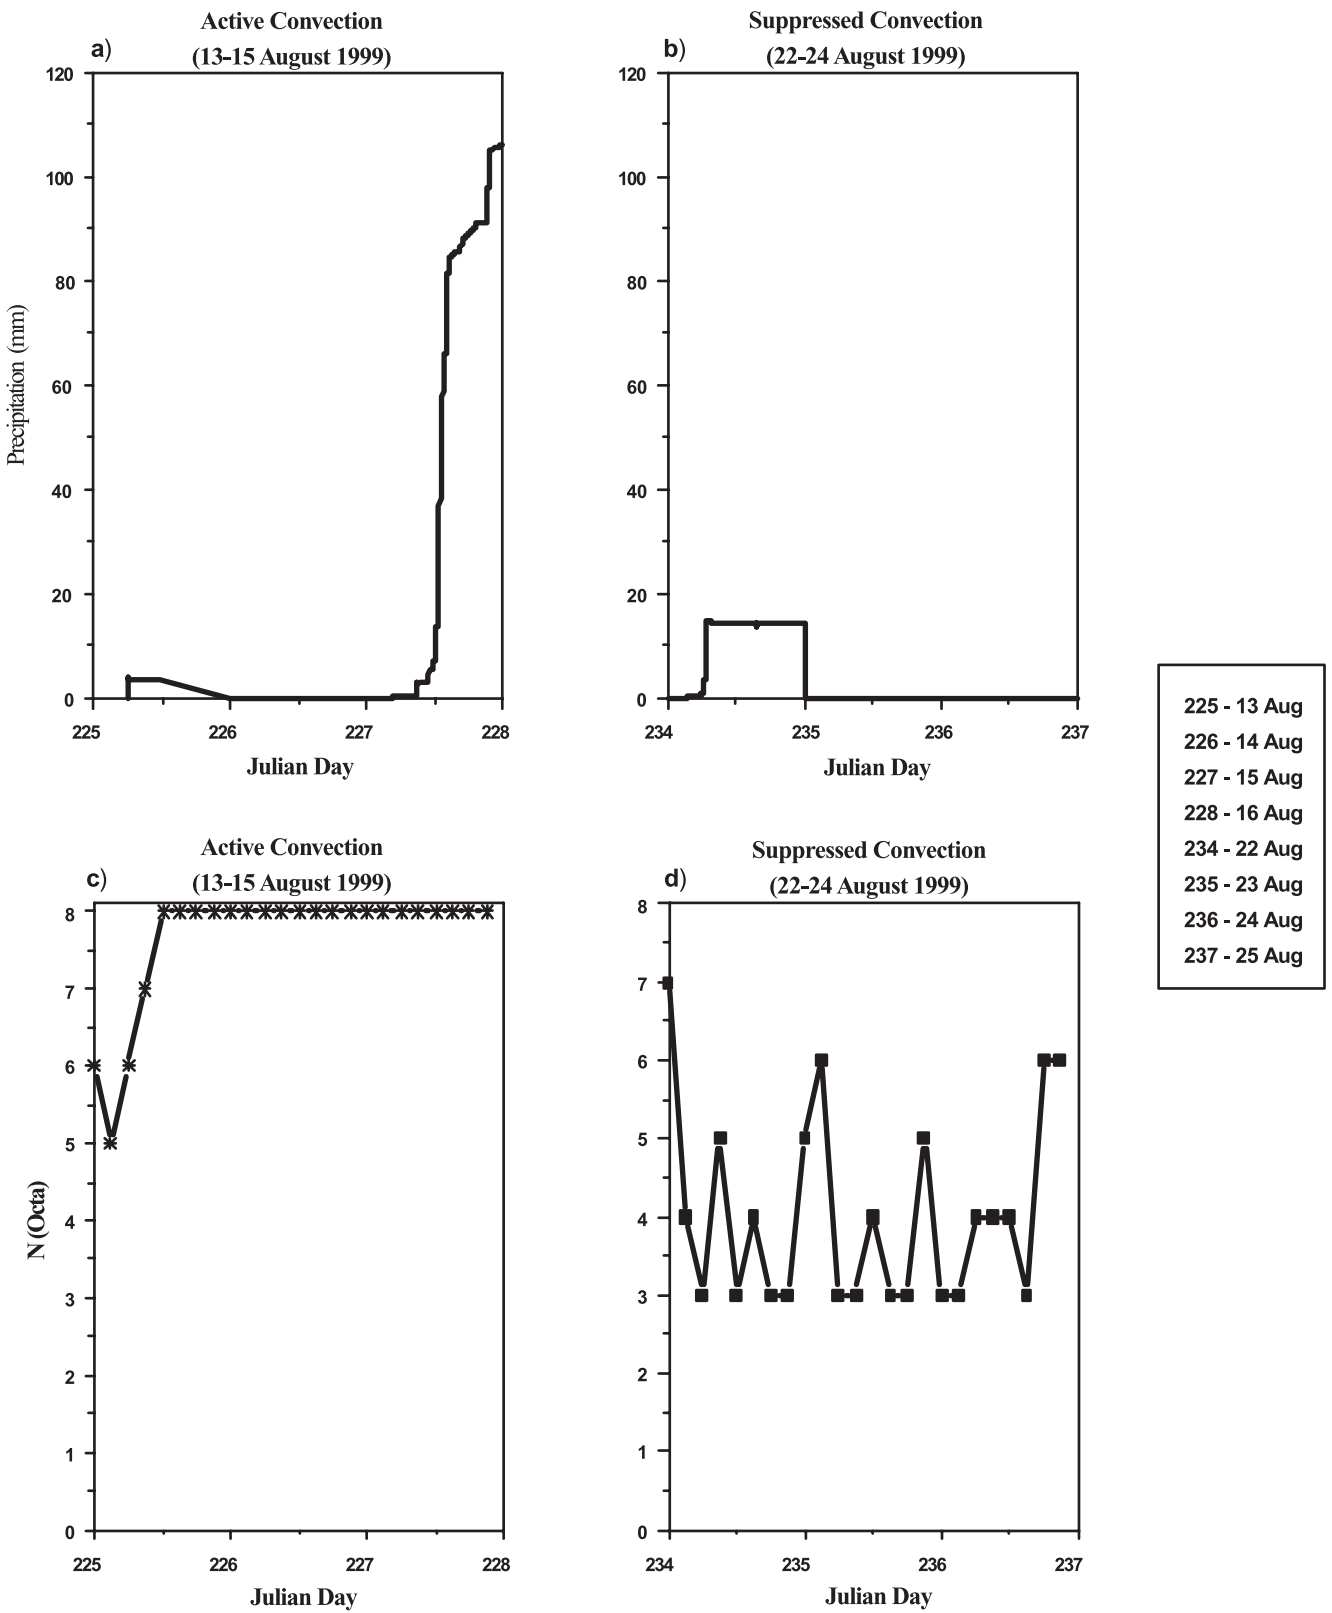 Active Convection
a)
(13-15 August 1999)
120
100
80
60
40
20
0
Precipitation (mm)
225
226
227
228
Julian Day
Suppressed Convection
b)
(22-24 August 1999)
120
100
80
60
40
20
0
234
235
236
237
Julian Day
225 - 13 Aug
226 - 14 Aug
227 - 15 Aug
228 - 16 Aug
234 - 22 Aug
235 - 23 Aug
236 - 24 Aug
237 - 25 Aug
Active Convection
c)
(13-15 August 1999)
8
7
6
5
4
3
2
1
0
N (Octa)
225
226
227
228
Julian Day
Suppressed Convection
d)
(22-24 August 1999)
8
7
6
5
4
3
2
1
0
234
235
236
237
Julian Day